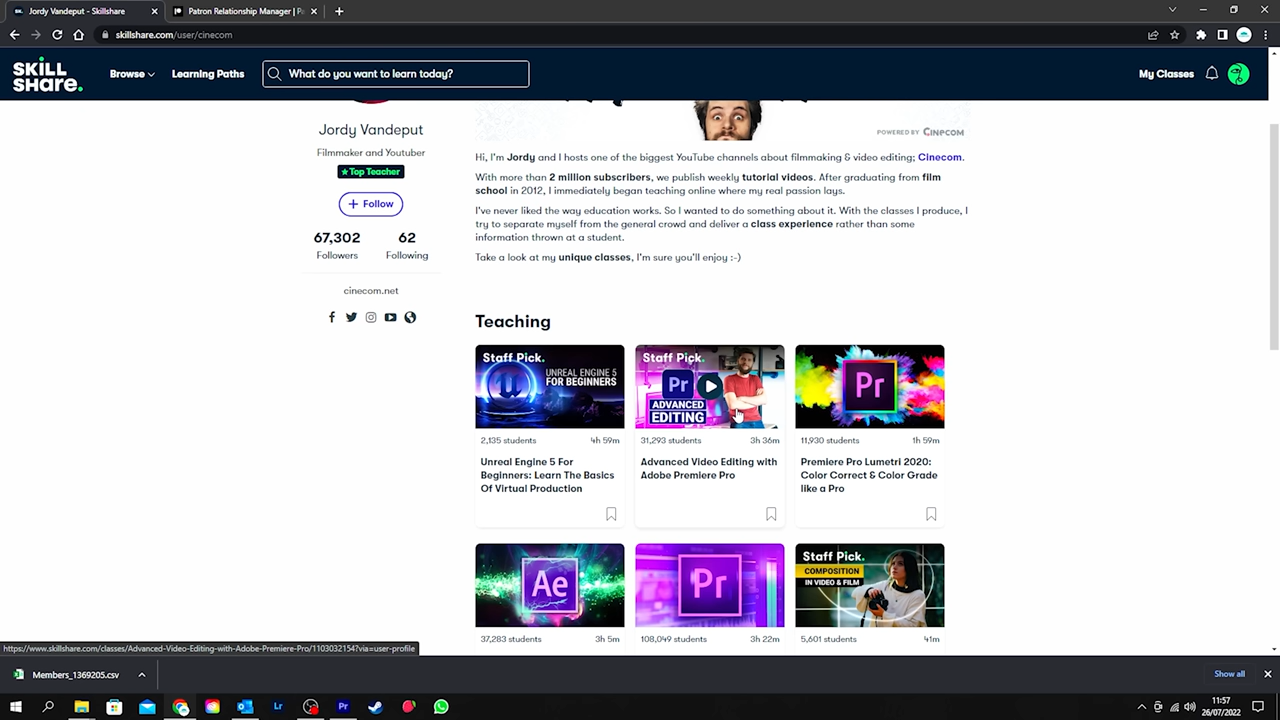 Jordy Vandeput - Skillshare
Patron Relationship Manager | Pa
skillshare.com/user/cinecom
SKILL
SHARE.
Browse
Learning Paths
What do you want to learn today?
My Classes
Jordy Vandeput
Filmmaker and Youtuber
Top Teacher
+ Follow
67,302
Followers
62
Following
cinecom.net
POWERED BY CINECOM
Hi, I'm Jordy and I hosts one of the biggest YouTube channels about filmmaking & video editing; Cinecom.
With more than 2 million subscribers, we publish weekly tutorial videos. After graduating from film
school in 2012, I immediately began teaching online where my real passion lays.
I've never liked the way education works. So I wanted to do something about it. With the classes I produce, I
try to separate myself from the general crowd and deliver a class experience rather than some
information thrown at a student.
Take a look at my unique classes, I'm sure you'll enjoy :-)
Teaching
Staff Pick.
UNREAL ENGINE 5
FOR BEGINNERS
2,135 students
4h 59m
Unreal Engine 5 For
Beginners: Learn The Basics
Of Virtual Production
Staff Pick.
Pr
ADVANCED
EDITING
31,293 students
3h 36m
Advanced Video Editing with
Adobe Premiere Pro
Pr
11,930 students
1h 59m
Premiere Pro Lumetri 2020:
Color Correct & Color Grade
like a Pro
Ae
37,283 students
3h 5m
Pr
108,049 students
3h 22m
Staff Pick.
COMPOSITION
IN VIDEO & FILM
5,601 students
41m
https://www.skillshare.com/classes/Advanced-Video-Editing-with-Adobe-Premiere-Pro/1103032154?via=user-profile
Members_1369205.csv
Show all
Lr
Pr
11:57
26/07/2022